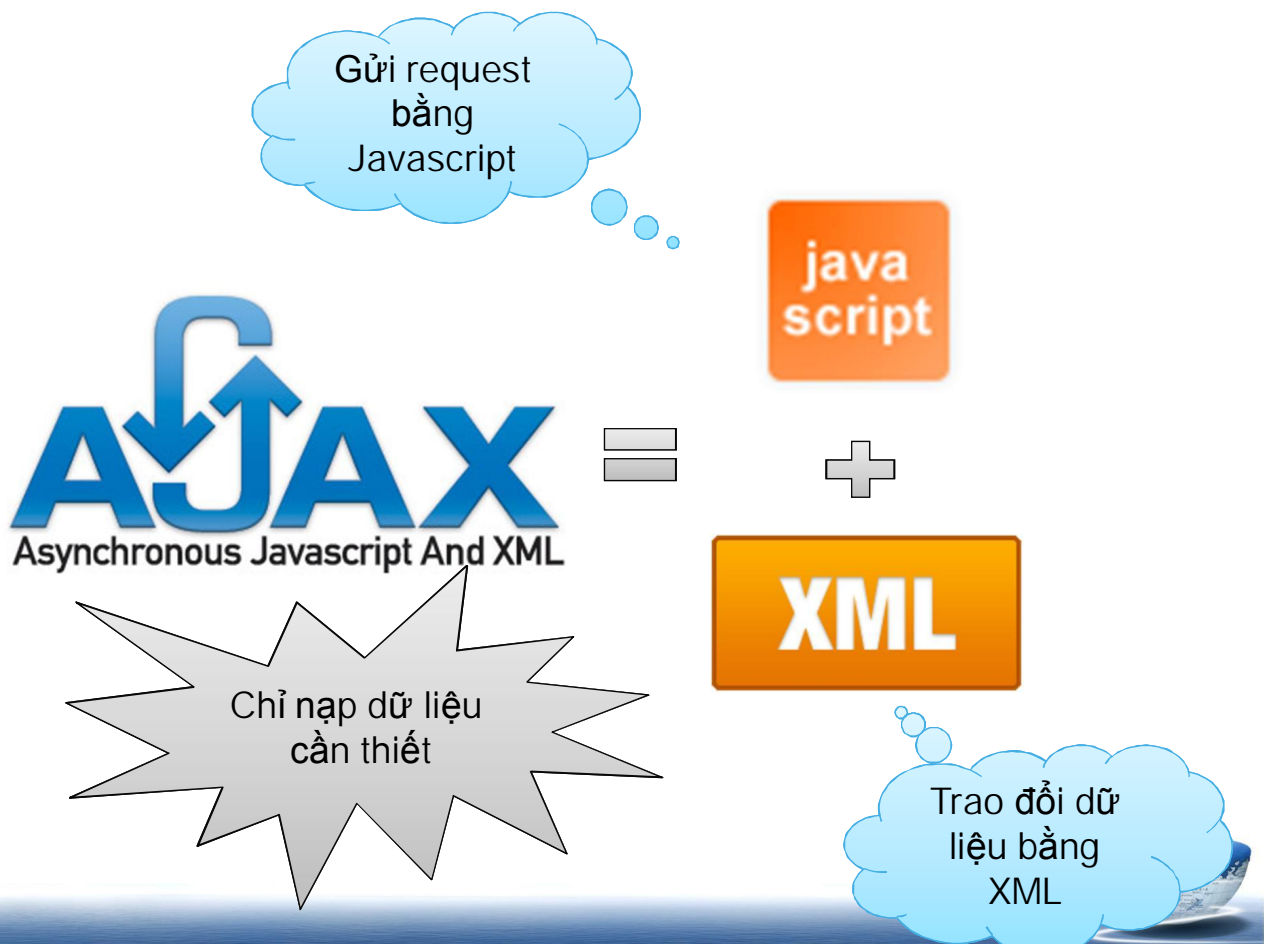 Gửi request
bằng
Javascript
java
script
AJAX
Asynchronous Javascript And XML
XML
Chỉ nạp dữ liệu
cần thiết
Trao đổi dữ
liệu bằng
XML